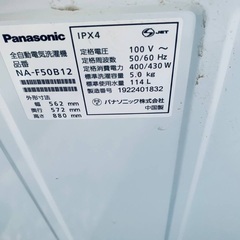 Panasonic
全自動電気洗濯機
品番
NA-F50B12
外形寸法
幅 562 mm
奥行 572 mm
高さ 880 mm
IPX4
S JET
定格電圧 100 V～
定格周波数 50/60 Hz
定格消費電力 400/430 W
標準洗濯容量 5.0 kg
標準使用水量 114 L
製造番号 1922401832
パナソニック株式会社
中国製